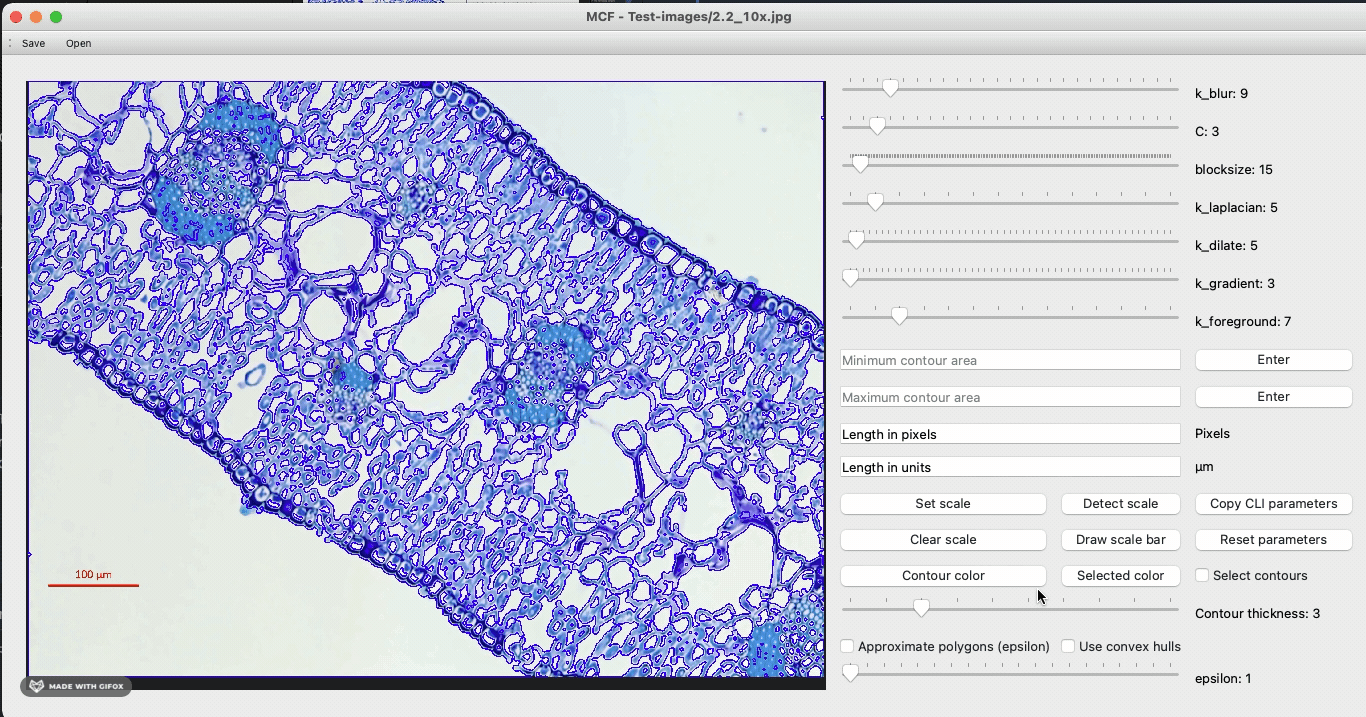 MCF - Test-images/2.2_10x.jpg
Save Open
k_blur: 9
C: 3
blocksize: 15
k_laplacian: 5
k_dilate: 5
k_gradient: 3
k_foreground: 7
Minimum contour area Enter
Maximum contour area Enter
Length in pixels Pixels
Length in units µm
Set scale Detect scale Copy CLI parameters
Clear scale Draw scale bar Reset parameters
Contour color Selected color Select contours
Contour thickness: 3
Approximate polygons (epsilon) Use convex hulls
epsilon: 1
100 µm
MADE WITH GIFOX